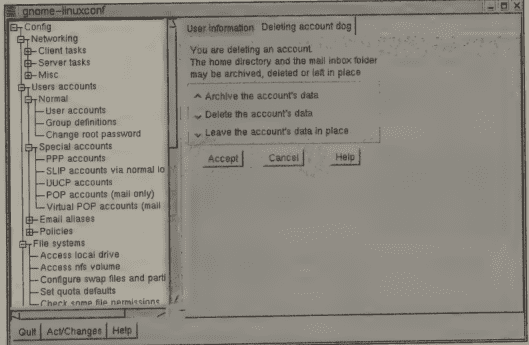 gnome-linuxconf
Config
Networking
Client tasks
Server tasks
Misc
Users accounts
Normal
User accounts
Group definitions
Change root password
Special accounts
PPP accounts
SLIP accounts via normal lo
UUCP accounts
POP accounts (mail only)
Virtual POP accounts (mail
Email aliases
Policies
File systems
Access local drive
Access nfs volume
Configure swap files and parti
Set quota defaults
Check some file permissions
Quit Act/Changes Help
User information Deleting account dog
You are deleting an account.
The home directory and the mail inbox folder
may be archived, deleted or left in place
Archive the account's data
Delete the account's data
Leave the account's data in place
Accept Cancel Help